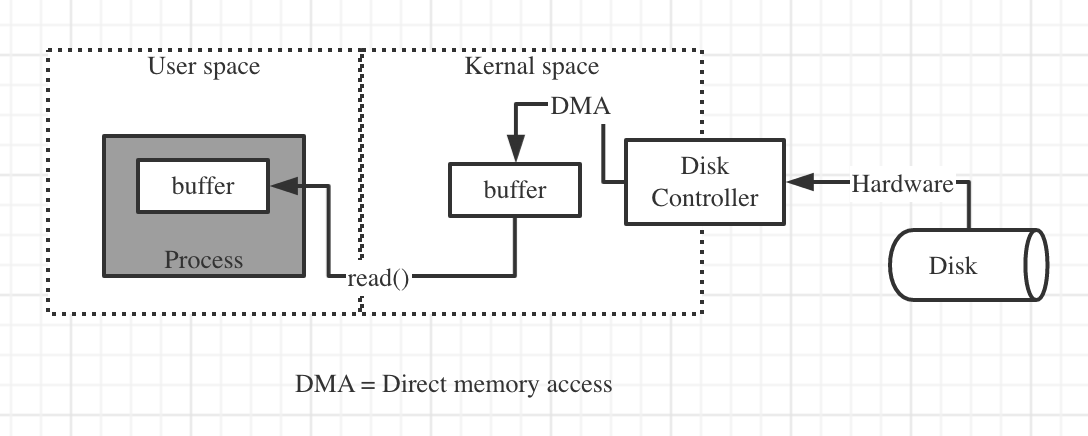 User space
Kernal space
DMA
buffer
buffer
Disk
Controller
Hardware
Process
read()
Disk
DMA = Direct memory access